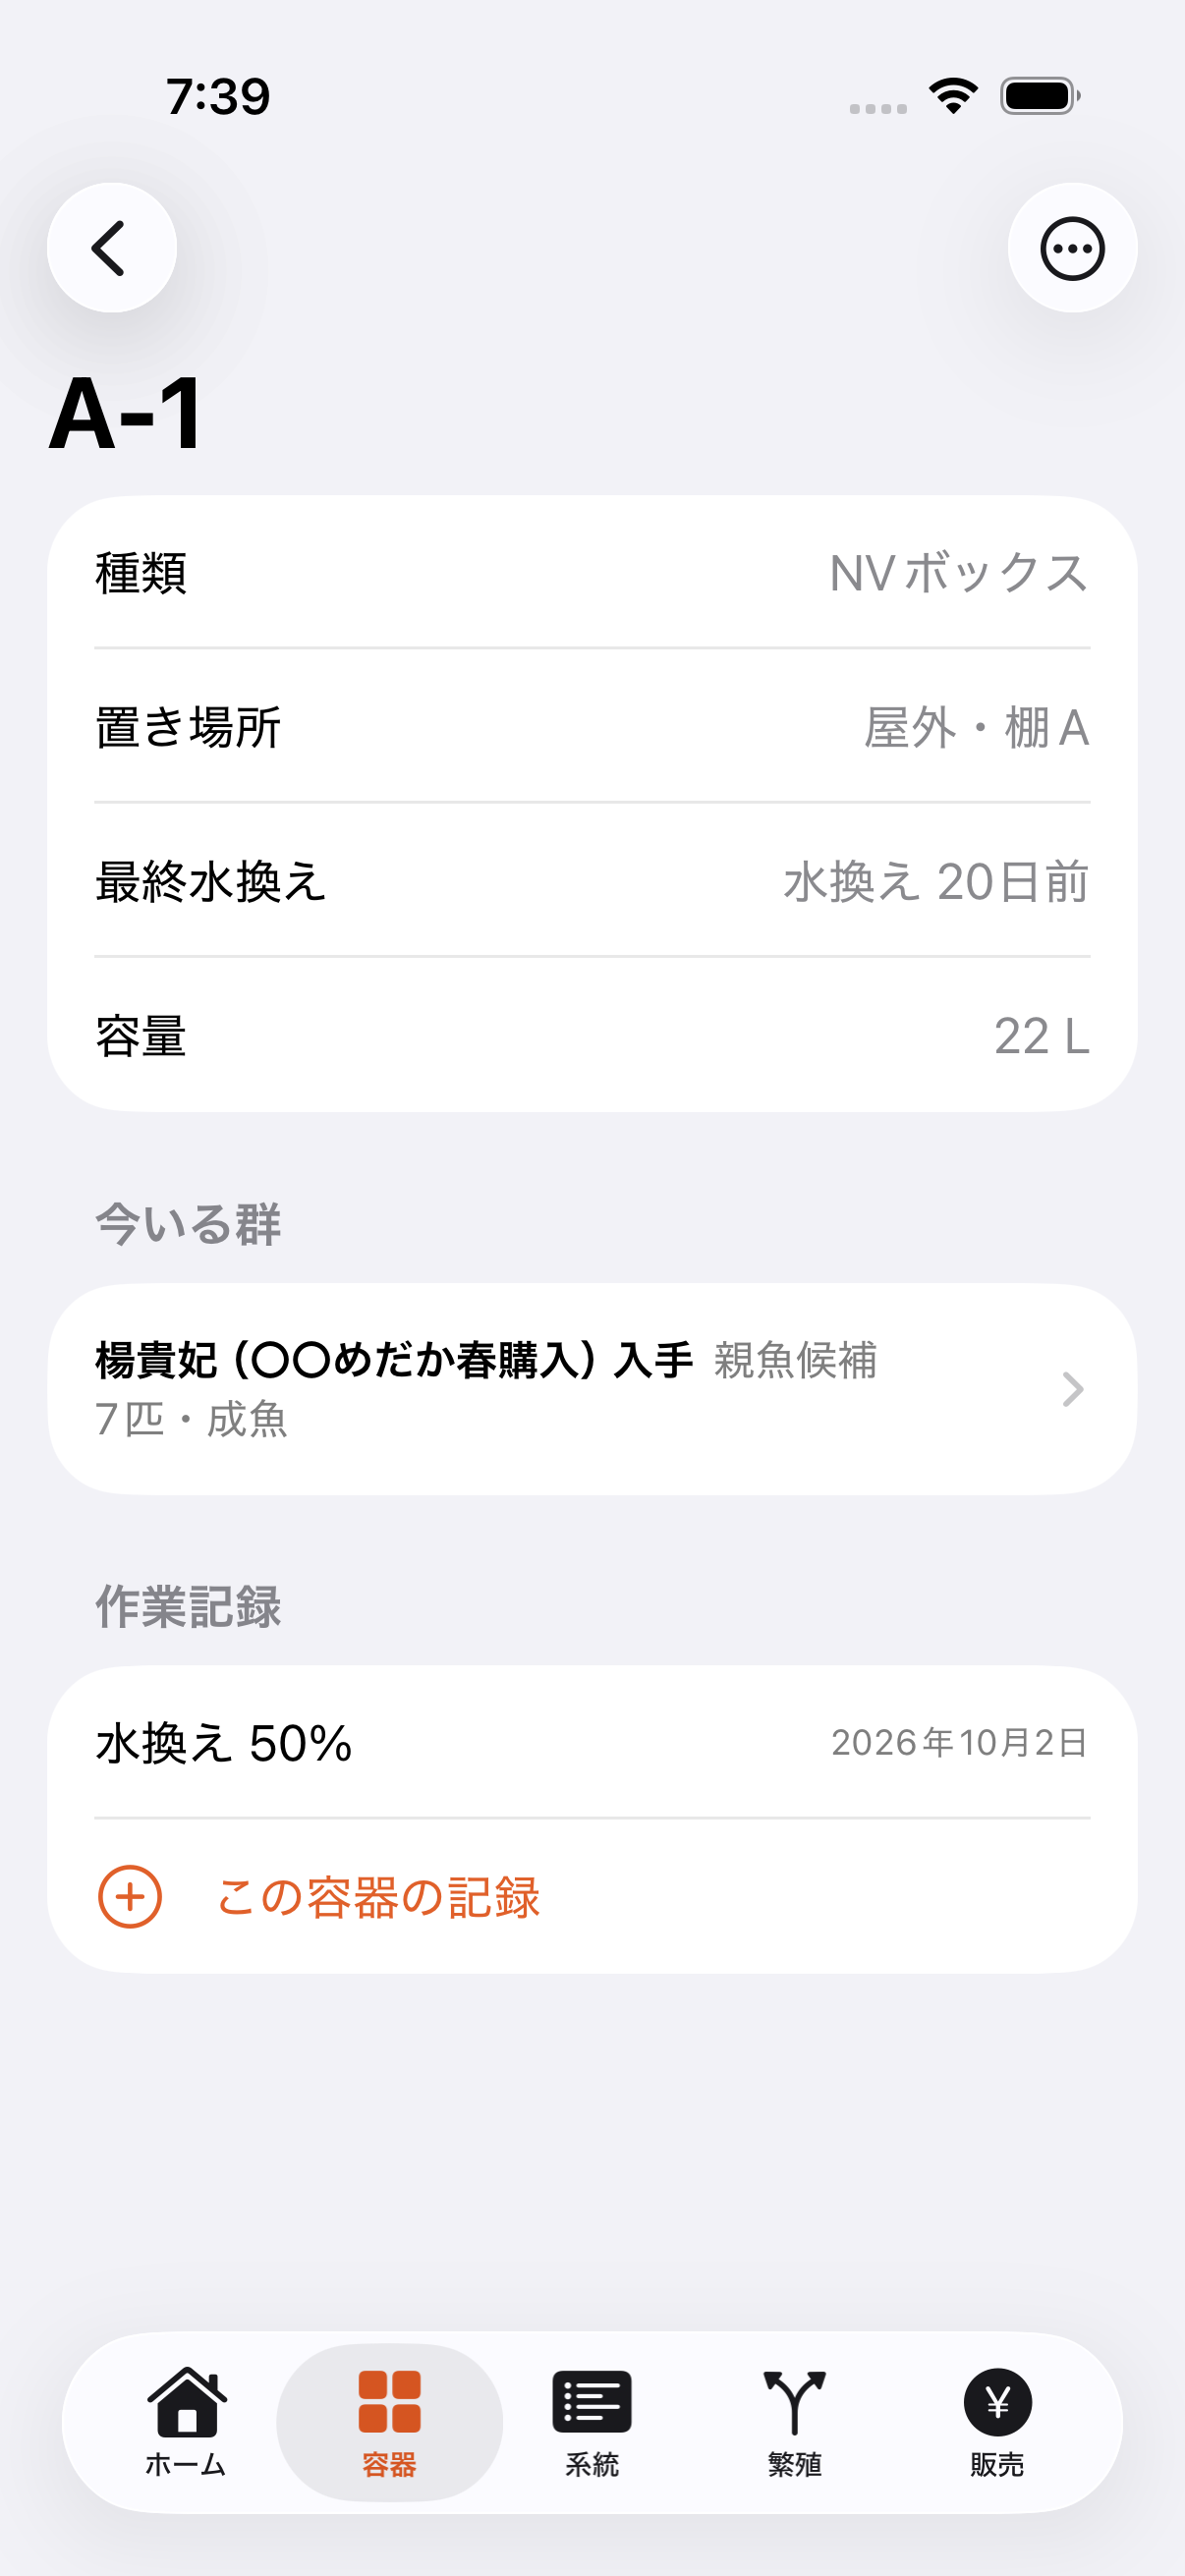 7:39
A-1
種類 NVボックス
置き場所 屋外・棚A
最終水換え 水換え 20日前
容量 22 L
今いる群
楊貴妃（〇〇めだか春購入）入手 親魚候補
7匹・成魚
作業記録
水換え 50% 2026年10月2日
この容器の記録
ホーム 容器 系統 繁殖 販売